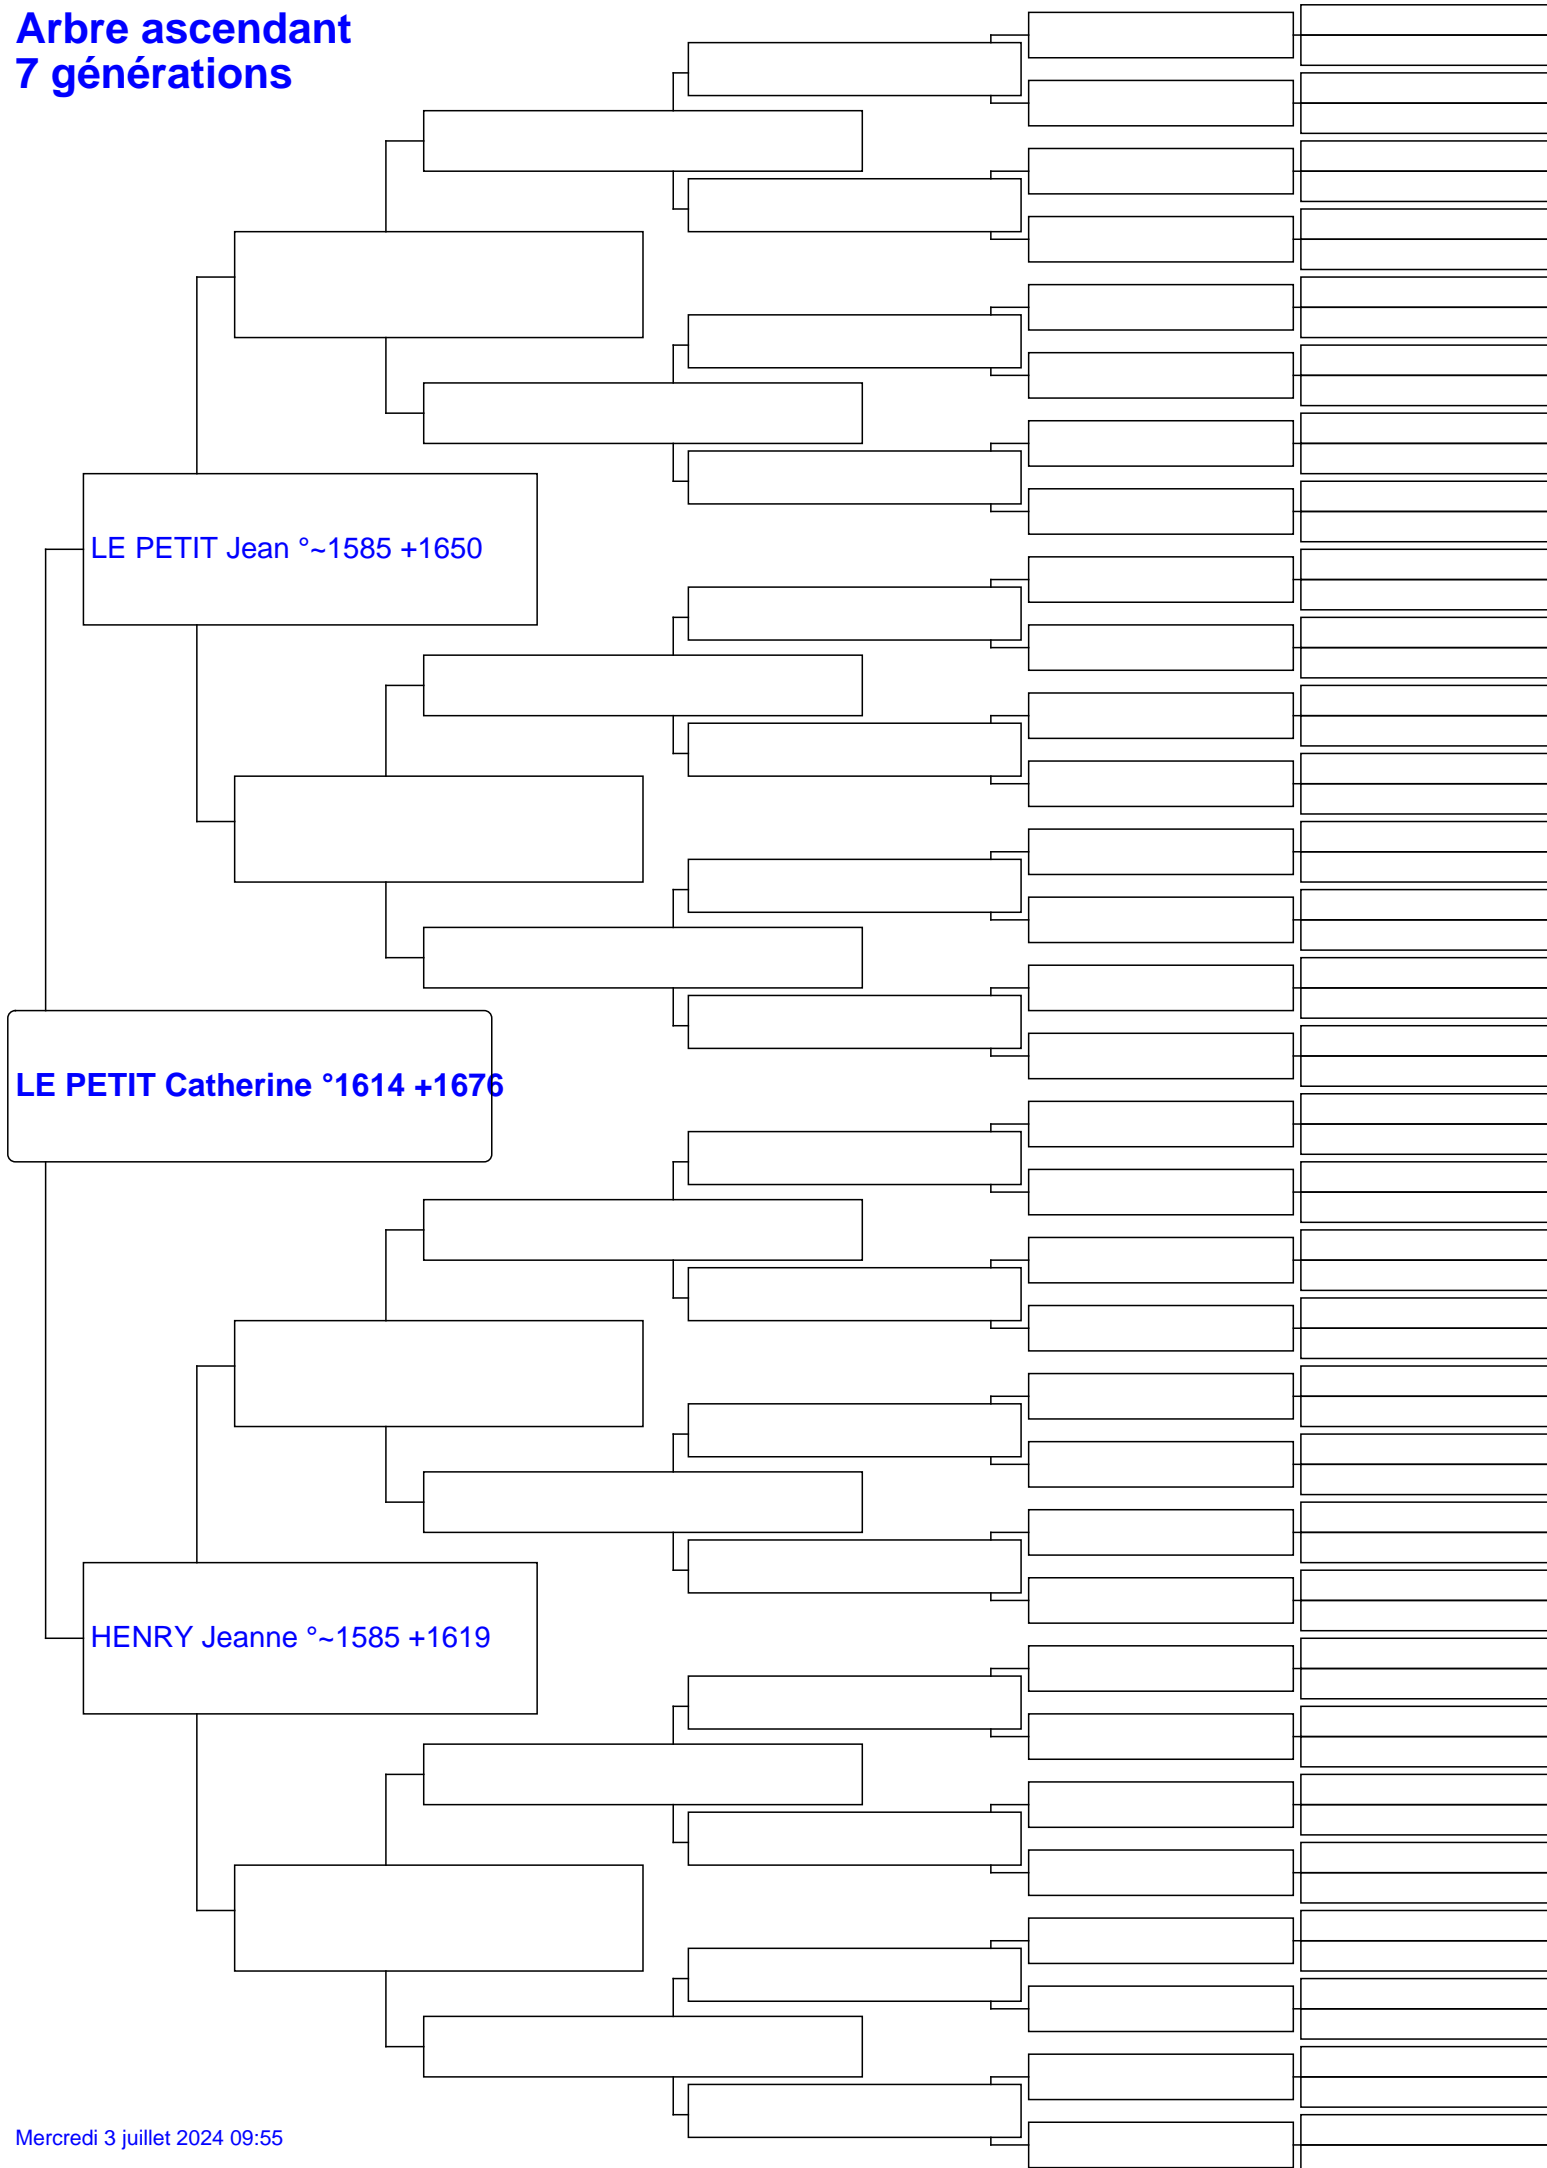 Arbre ascendant
7 générations
LE PETIT Jean °~1585 +1650
LE PETIT Catherine °1614 +1676
HENRY Jeanne °~1585 +1619
Mercredi 3 juillet 2024 09:55